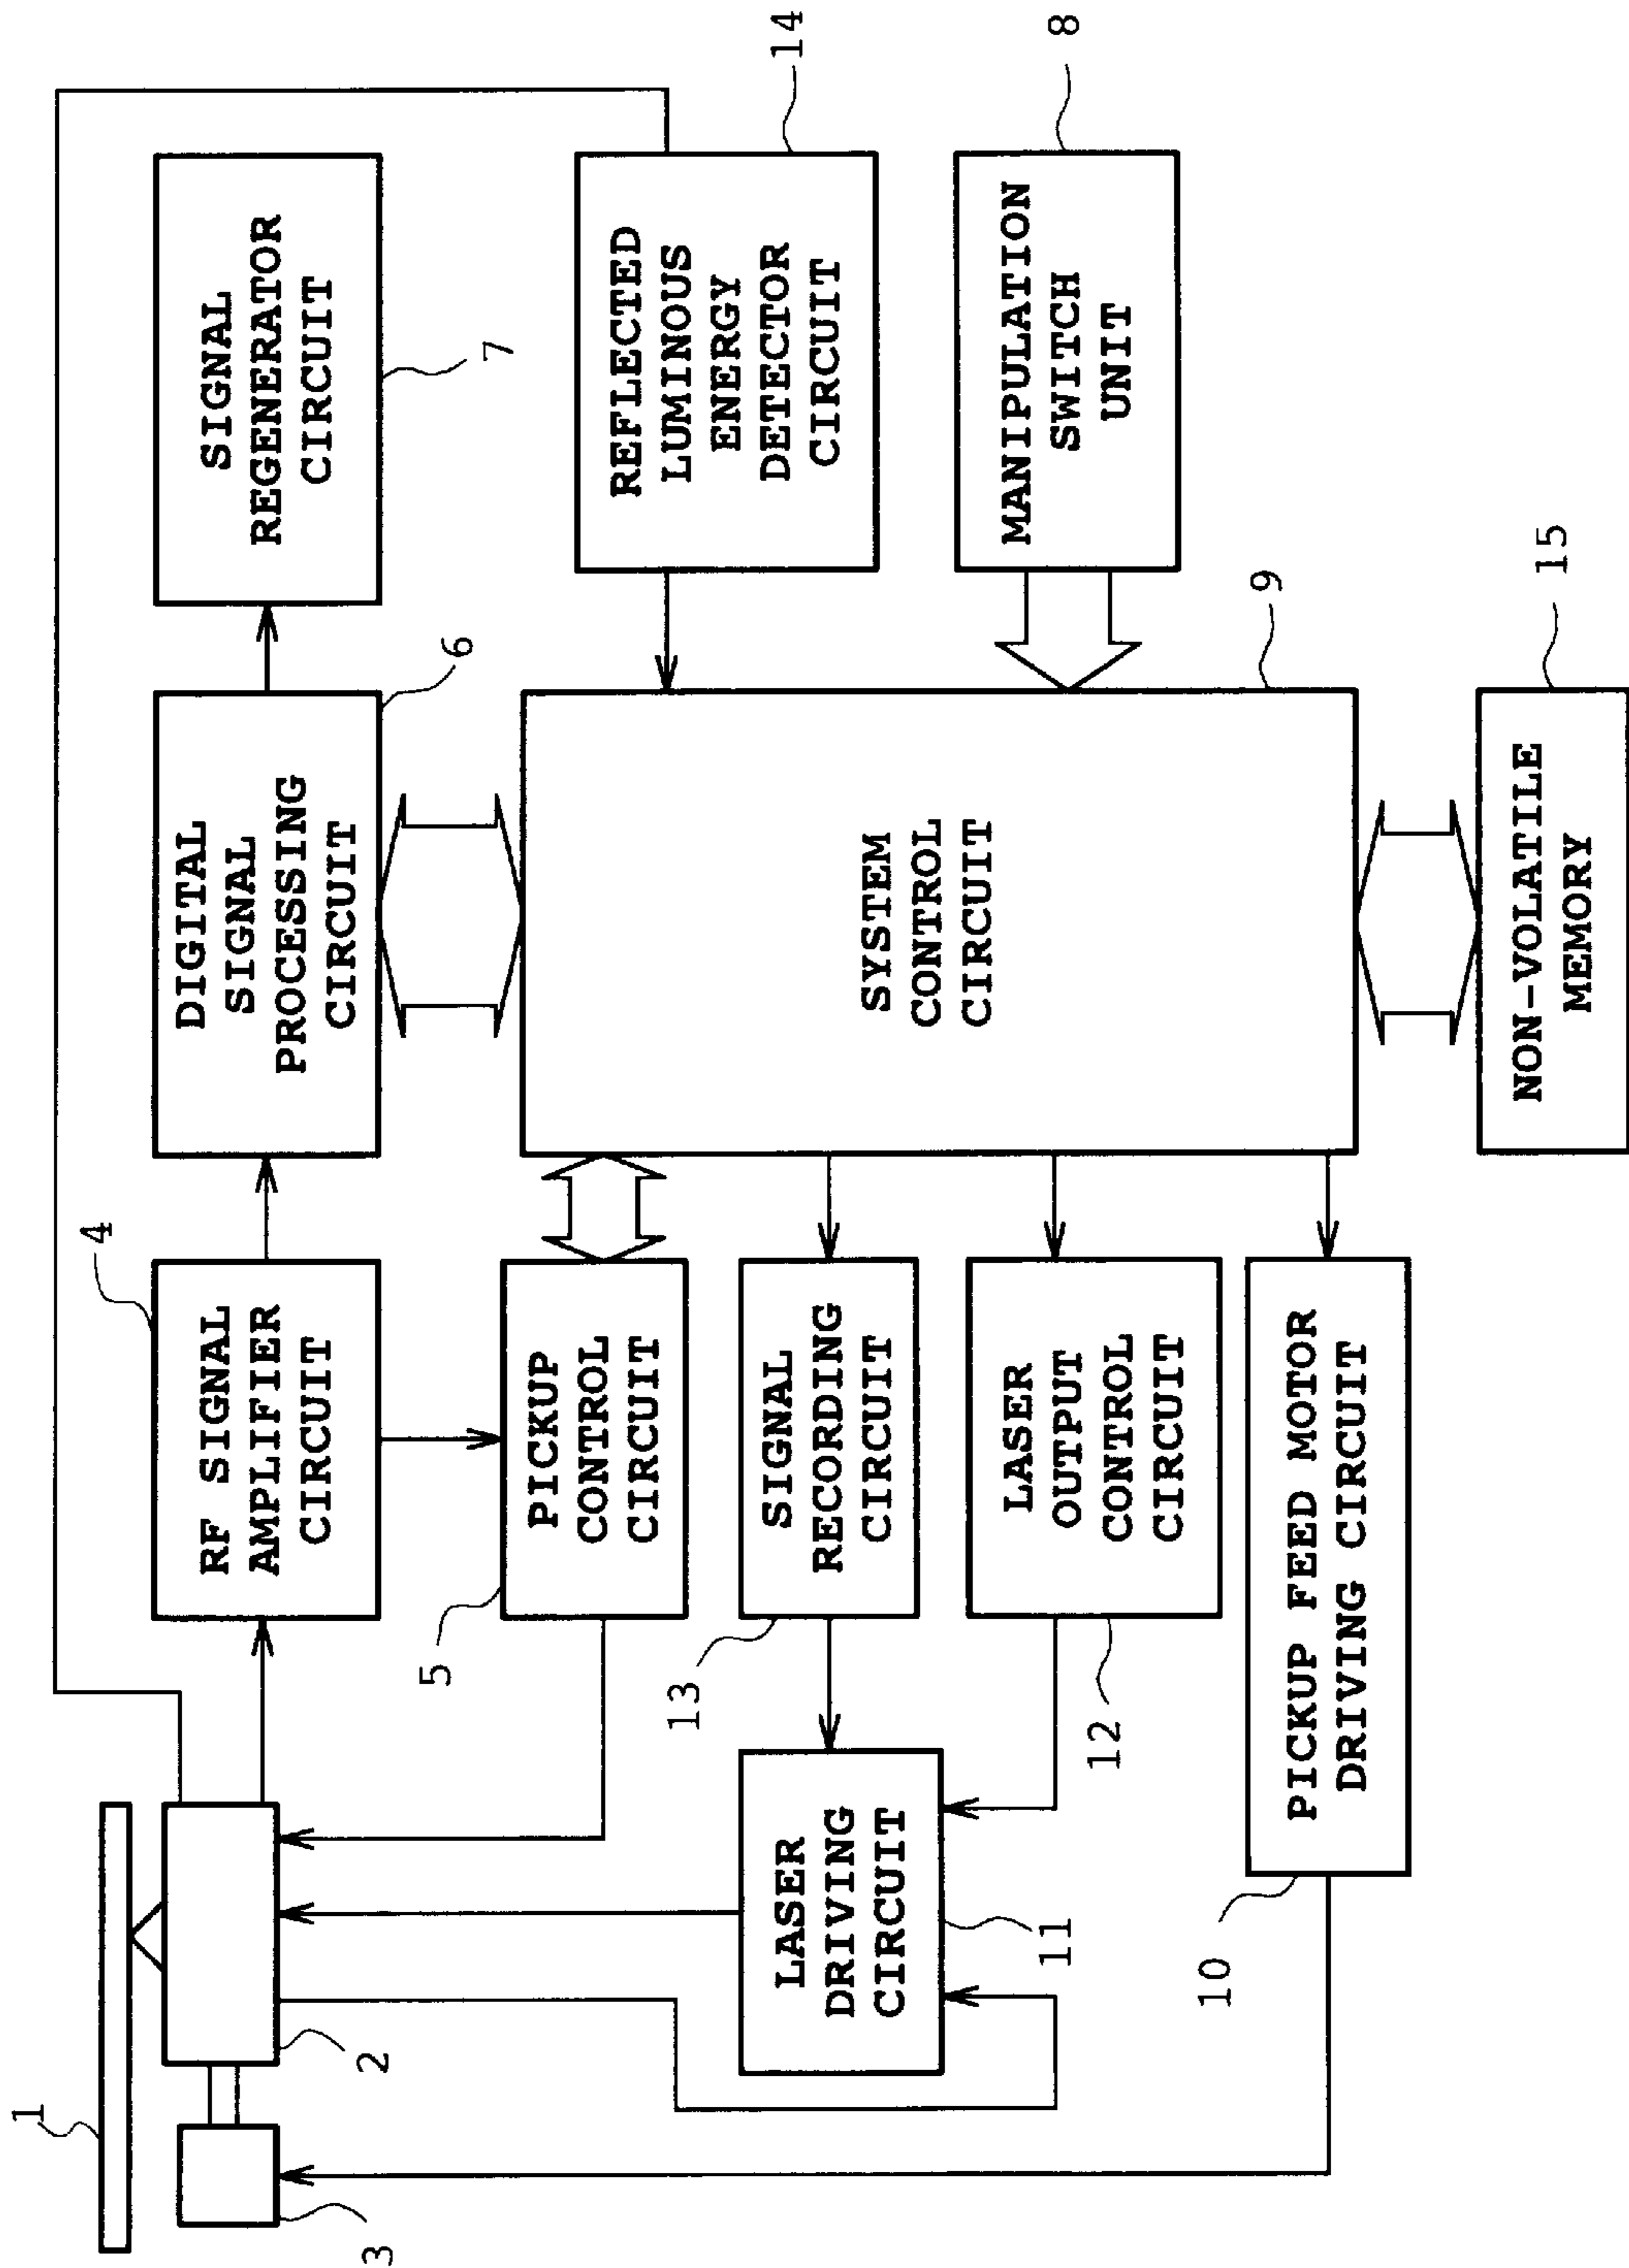 1
2
3
RF SIGNAL
AMPLIFIER
CIRCUIT
4
DIGITAL
SIGNAL
PROCESSING
CIRCUIT
6
SIGNAL
REGENERATOR
CIRCUIT
7
PICKUP
CONTROL
CIRCUIT
5
SYSTEM
CONTROL
CIRCUIT
9
REFLECTED
LUMINOUS
ENERGY
DETECTOR
CIRCUIT
14
SIGNAL
RECORDING
CIRCUIT
13
LASER
DRIVING
CIRCUIT
11
LASER
OUTPUT
CONTROL
CIRCUIT
12
MANIPULATION
SWITCH
UNIT
8
PICKUP FEED MOTOR
DRIVING CIRCUIT
10
NON-VOLATILE
MEMORY
15